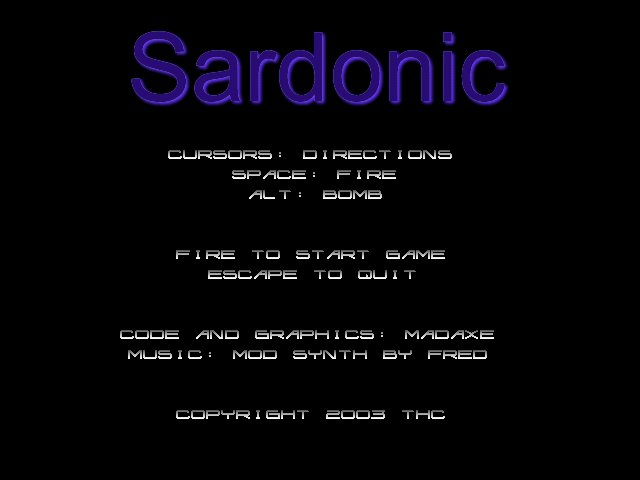 Sardonic
CURSORS: DIRECTIONS
SPACE: FIRE
ALT: BOMB
FIRE TO START GAME
ESCAPE TO QUIT
CODE AND GRAPHICS: MADAXE
MUSIC: MOD SYNTH BY FRED
COPYRIGHT 2003 THC